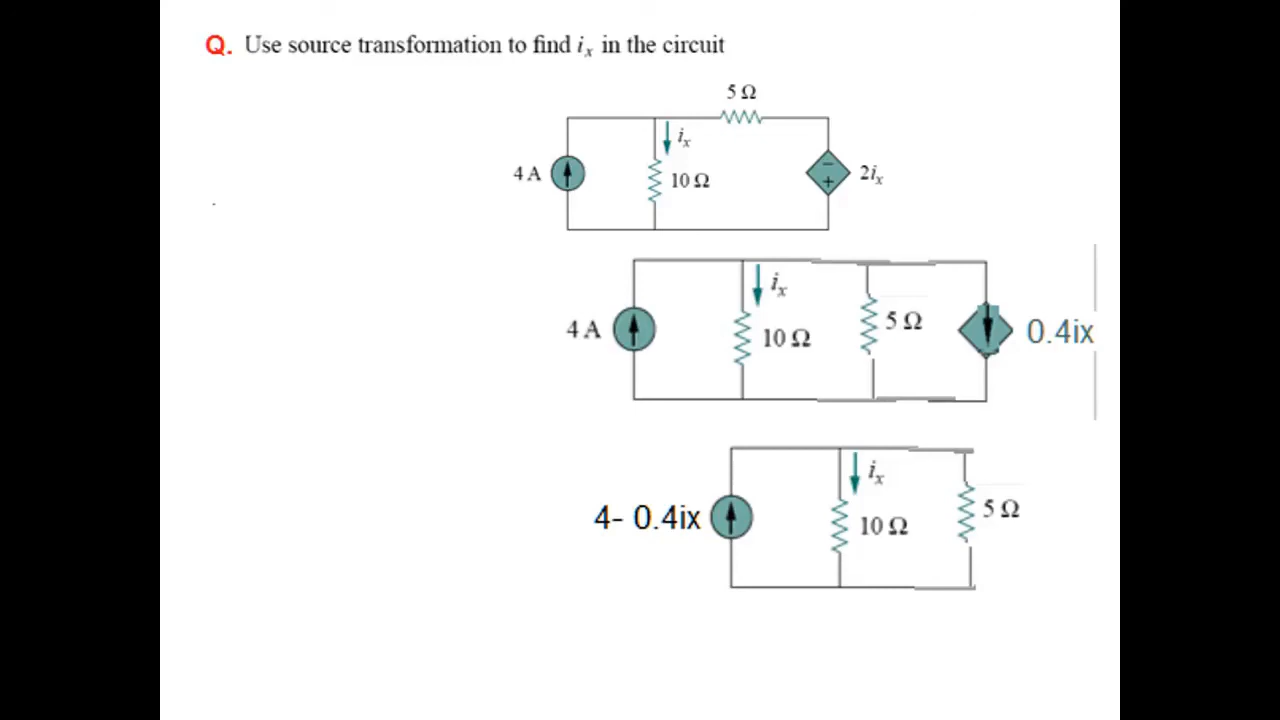 Q. Use source transformation to find iₓ in the circuit
5 Ω
4 A
iₓ
10 Ω
−
+
2iₓ
4 A
iₓ
10 Ω
5 Ω
0.4ix
4- 0.4ix
iₓ
10 Ω
5 Ω